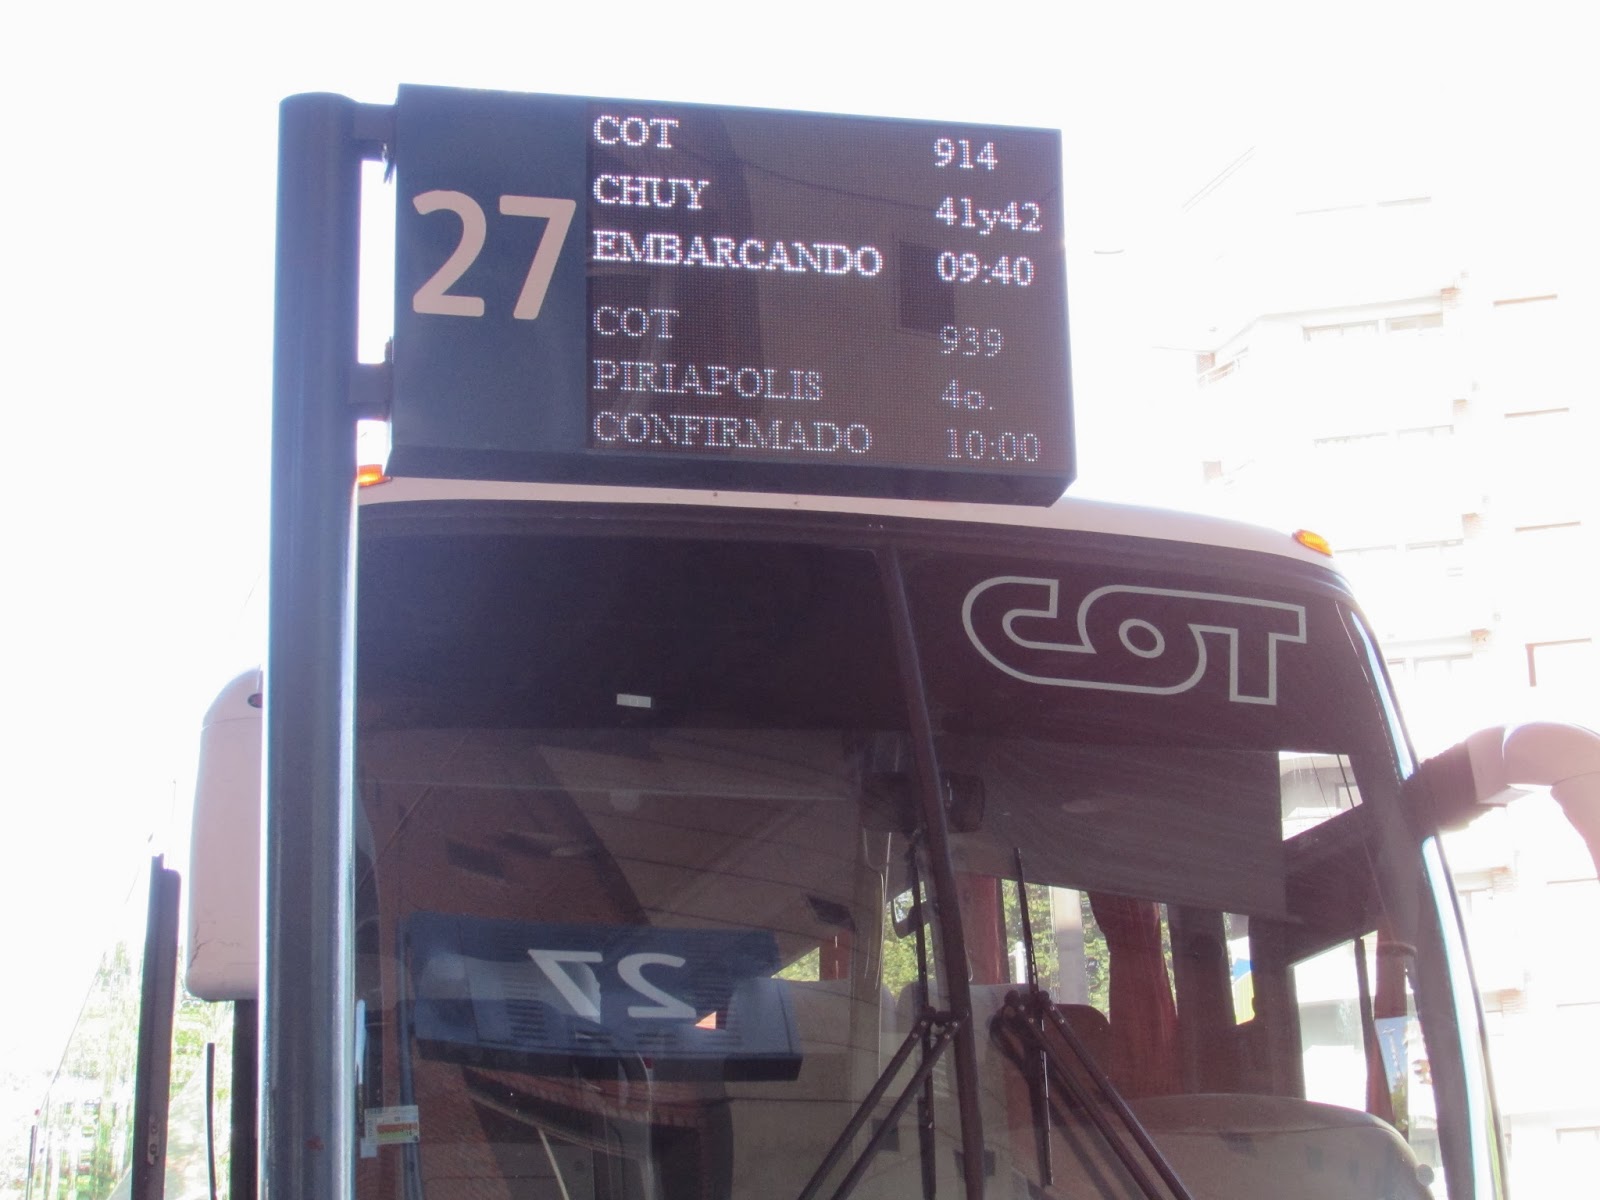 27
COT 914
CHUY 41y42
EMBARCANDO 09:40
COT 939
PIRIAPOLIS 4o.
CONFIRMADO 10:00
COT
27